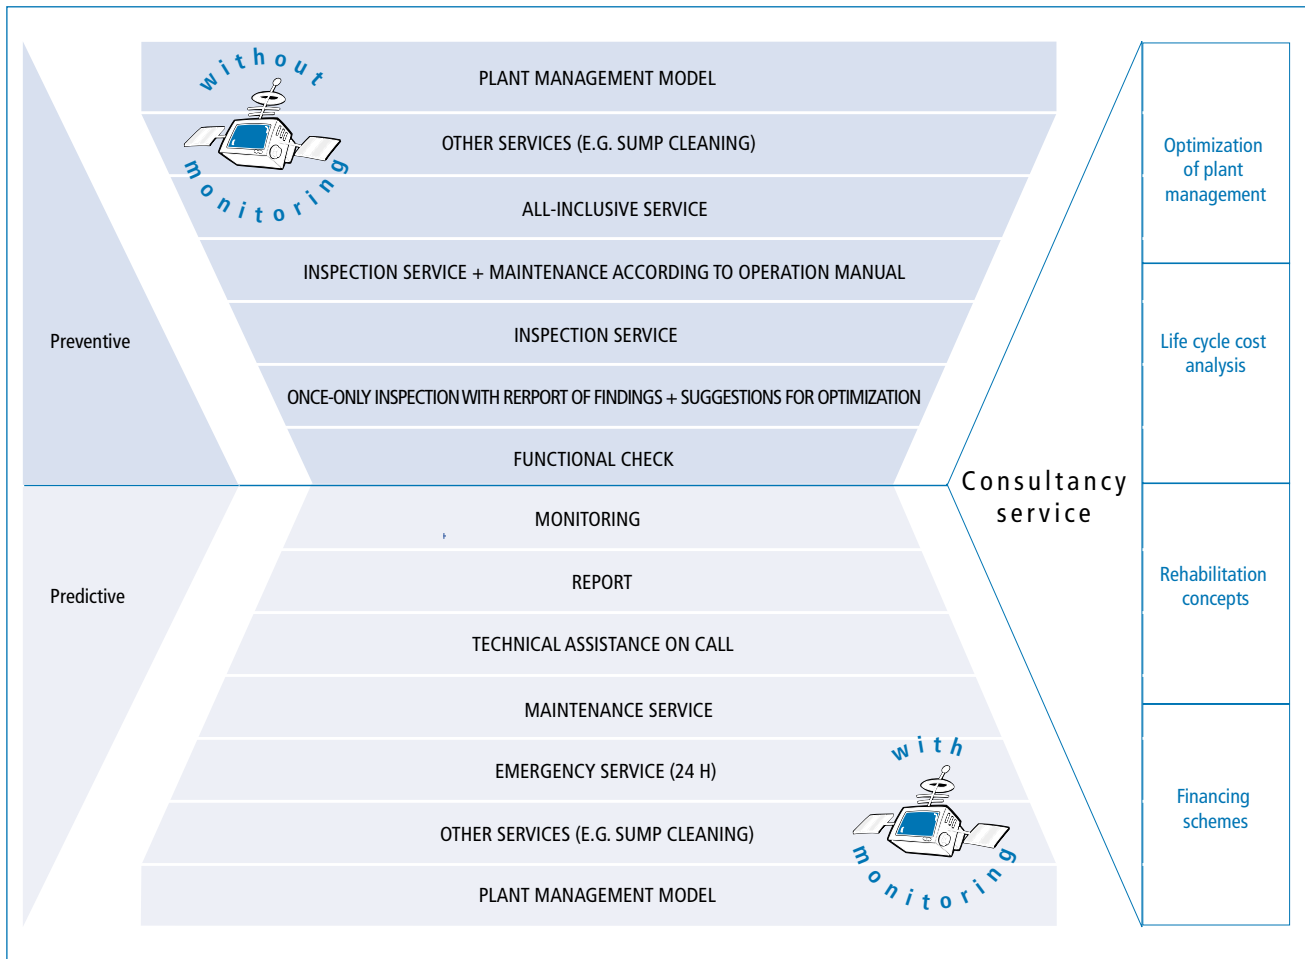 without
monitoring
PLANT MANAGEMENT MODEL
OTHER SERVICES (E.G. SUMP CLEANING)
ALL-INCLUSIVE SERVICE
INSPECTION SERVICE + MAINTENANCE ACCORDING TO OPERATION MANUAL
INSPECTION SERVICE
ONCE-ONLY INSPECTION WITH RERPORT OF FINDINGS + SUGGESTIONS FOR OPTIMIZATION
FUNCTIONAL CHECK
Preventive
MONITORING
REPORT
TECHNICAL ASSISTANCE ON CALL
MAINTENANCE SERVICE
EMERGENCY SERVICE (24 H)
OTHER SERVICES (E.G. SUMP CLEANING)
PLANT MANAGEMENT MODEL
Predictive
with
monitoring
Consultancy
service
Optimization
of plant
management
Life cycle cost
analysis
Rehabilitation
concepts
Financing
schemes